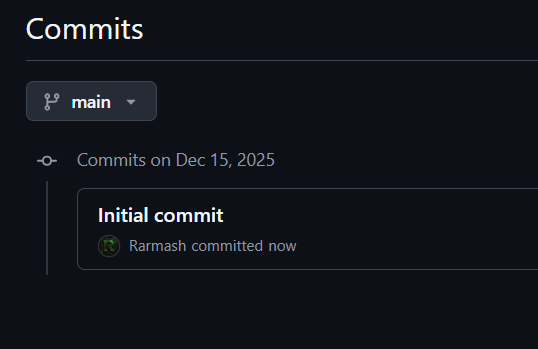 Commits
main
Commits on Dec 15, 2025
Initial commit
R Rarmash committed now